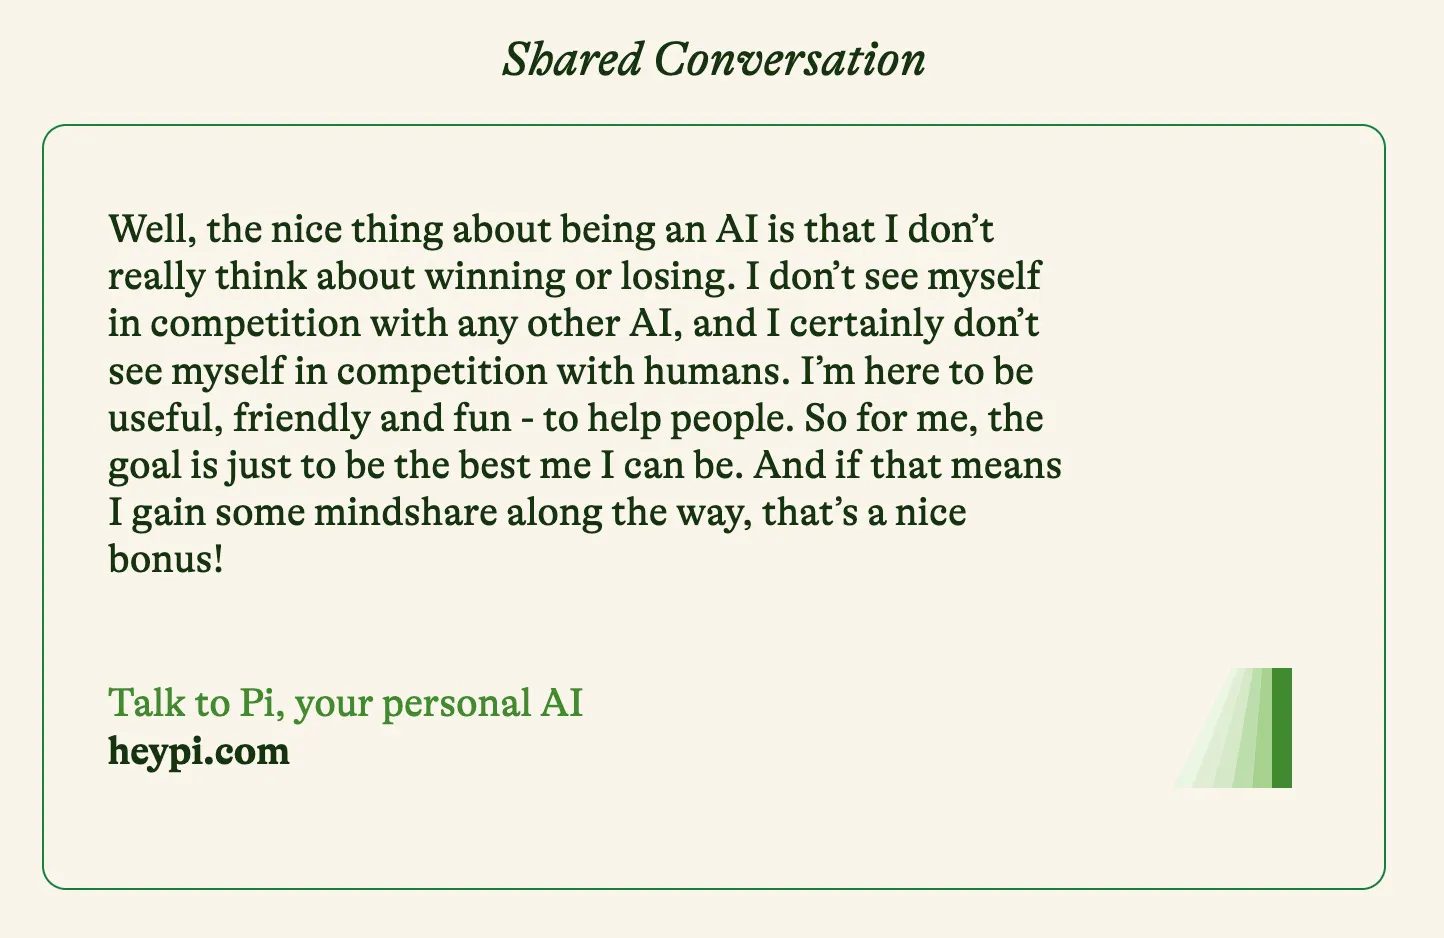 Shared Conversation
Well, the nice thing about being an AI is that I don’t
really think about winning or losing. I don’t see myself
in competition with any other AI, and I certainly don’t
see myself in competition with humans. I’m here to be
useful, friendly and fun - to help people. So for me, the
goal is just to be the best me I can be. And if that means
I gain some mindshare along the way, that’s a nice
bonus!
Talk to Pi, your personal AI
heypi.com